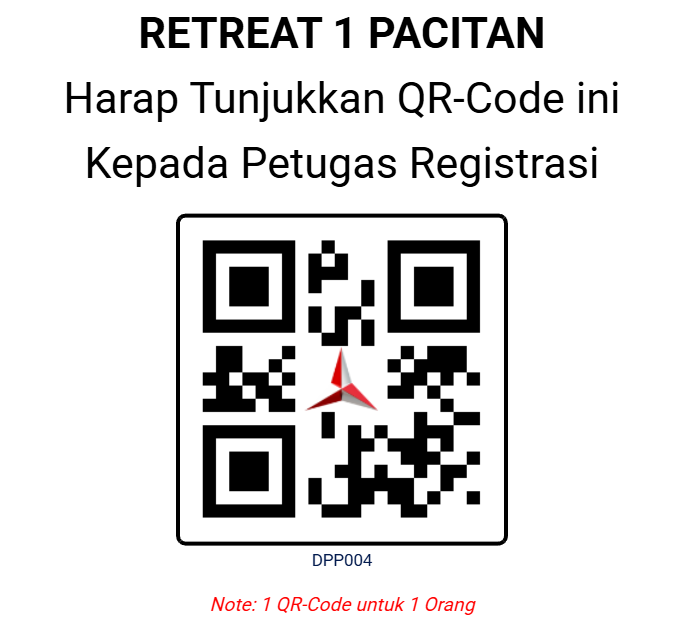 RETREAT 1 PACITAN
Harap Tunjukkan QR-Code ini
Kepada Petugas Registrasi
DPP004
Note: 1 QR-Code untuk 1 Orang